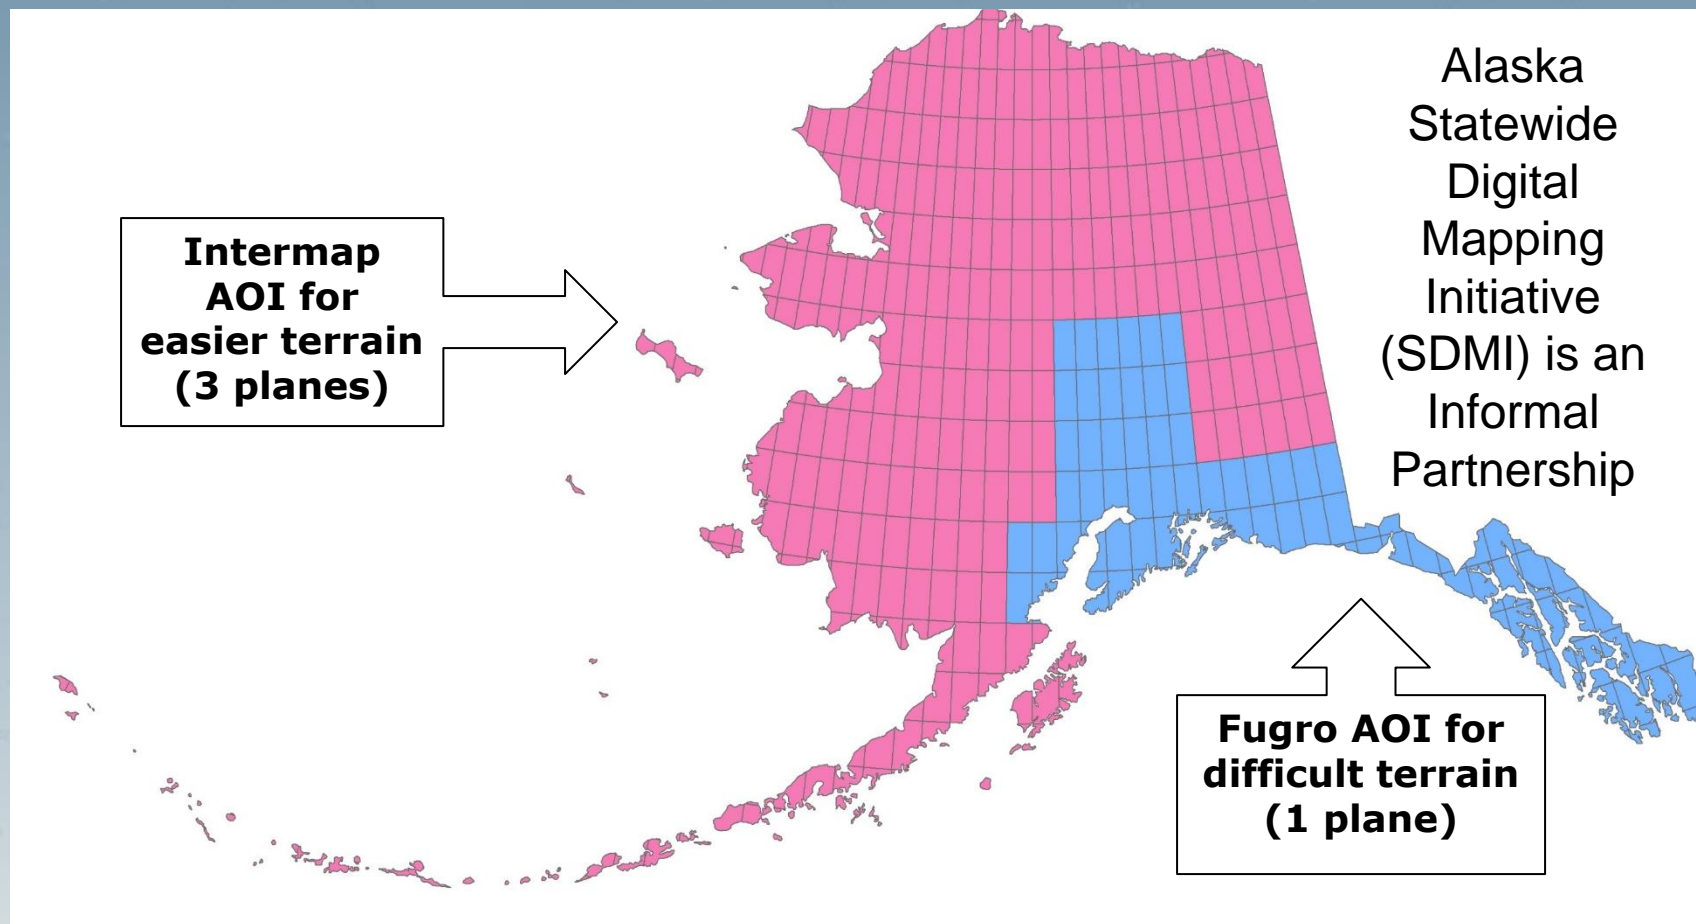 Alaska
Statewide
Digital
Mapping
Initiative
(SDMI) is an
Informal
Partnership
Intermap
AOI for
easier terrain
(3 planes)
Fugro AOI for
difficult terrain
(1 plane)